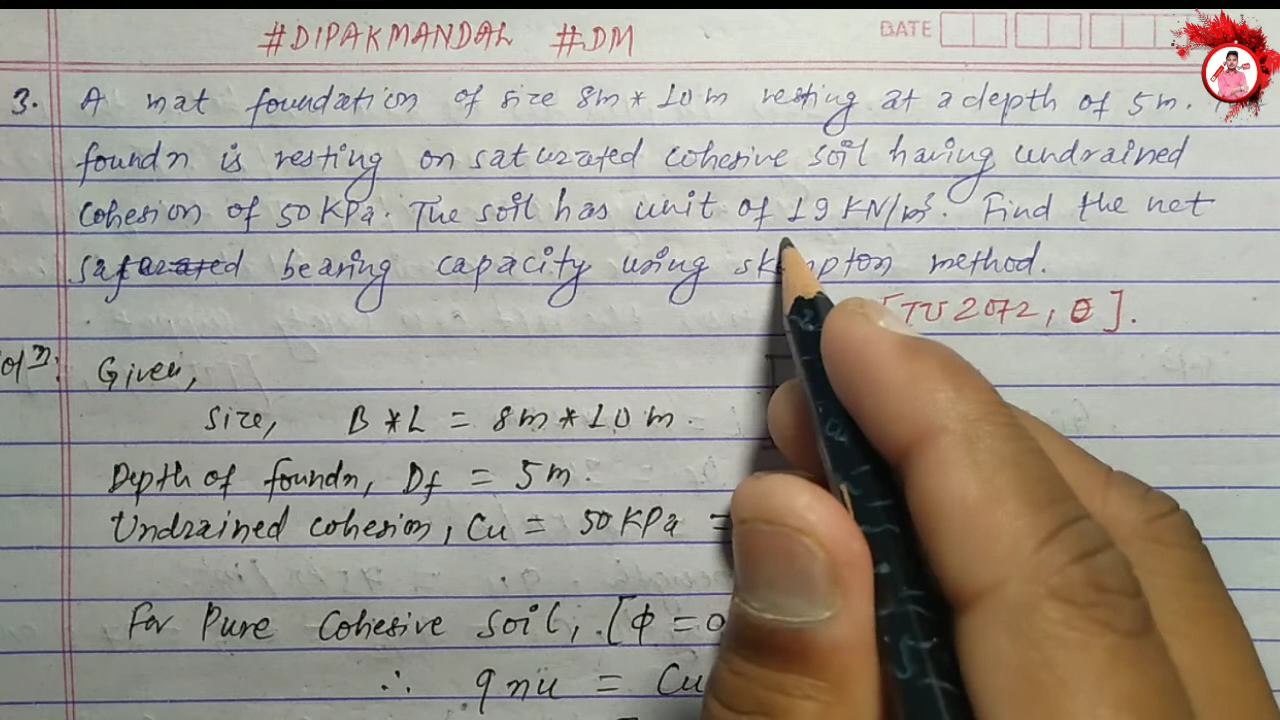 #DIPAKMANDAL #DM
DATE
3. A mat foundation of size 8m * 10m resting at a depth of 5m.
foundn is resting on saturated cohesive soil having undrained
cohesion of 50 KPa. The soil has unit of 19 KN/m³. Find the net
bearing capacity using method.
[TU 2072, ].
Given,
Size, B * L = 8m * 10m.
Depth of foundn, Df = 5m.
Undrained cohesion, Cu = 50 KPa =
For Pure Cohesive Soil, [φ = 0
∴ qnu = Cu